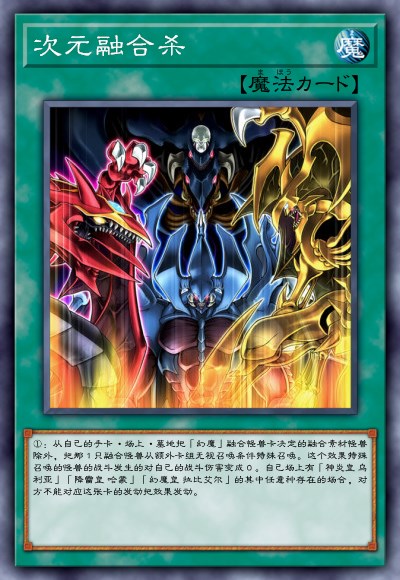 次元融合杀
魔
【魔法カード】
ま ほう
①：从自己的手卡·场上·墓地把「幻魔」融合怪兽卡决定的融合素材怪兽
除外，把那１只融合怪兽从额外卡组无视召唤条件特殊召唤。这个效果特殊
召唤的怪兽的战斗发生的对自己的战斗伤害变成０。自己场上有「神炎皇 乌
利亚」「降雷皇 哈蒙」「幻魔皇 拉比艾尔」的其中任意种存在的场合，对
方不能对应这张卡的发动把效果发动。